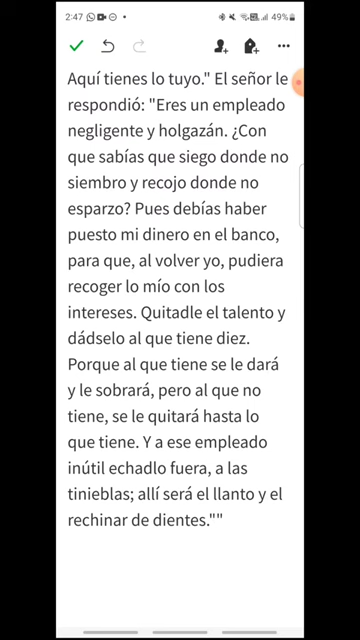 2:47
49%
Aquí tienes lo tuyo." El señor le
respondió: "Eres un empleado
negligente y holgazán. ¿Con
que sabías que siego donde no
siembro y recojo donde no
esparzo? Pues debías haber
puesto mi dinero en el banco,
para que, al volver yo, pudiera
recoger lo mío con los
intereses. Quitadle el talento y
dádselo al que tiene diez.
Porque al que tiene se le dará
y le sobrará, pero al que no
tiene, se le quitará hasta lo
que tiene. Y a ese empleado
inútil echadlo fuera, a las
tinieblas; allí será el llanto y el
rechinar de dientes.""